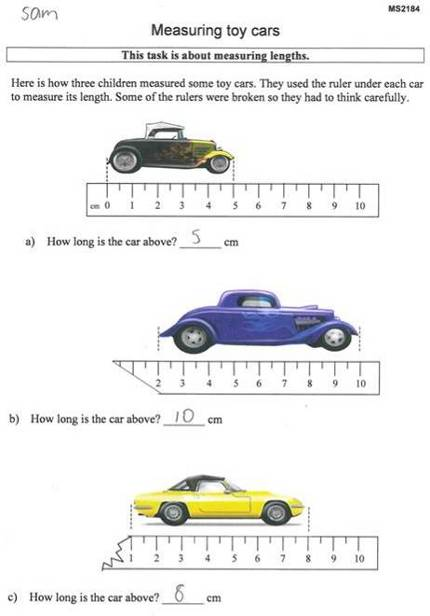 Sam
MS2184
Measuring toy cars
This task is about measuring lengths.
Here is how three children measured some toy cars. They used the ruler under each car
to measure its length. Some of the rulers were broken so they had to think carefully.
cm 0 1 2 3 4 5 6 7 8 9 10
a) How long is the car above? 5 cm
2 3 4 5 6 7 8 9 10
b) How long is the car above? 10 cm
1 2 3 4 5 6 7 8 9 10
c) How long is the car above? 8 cm